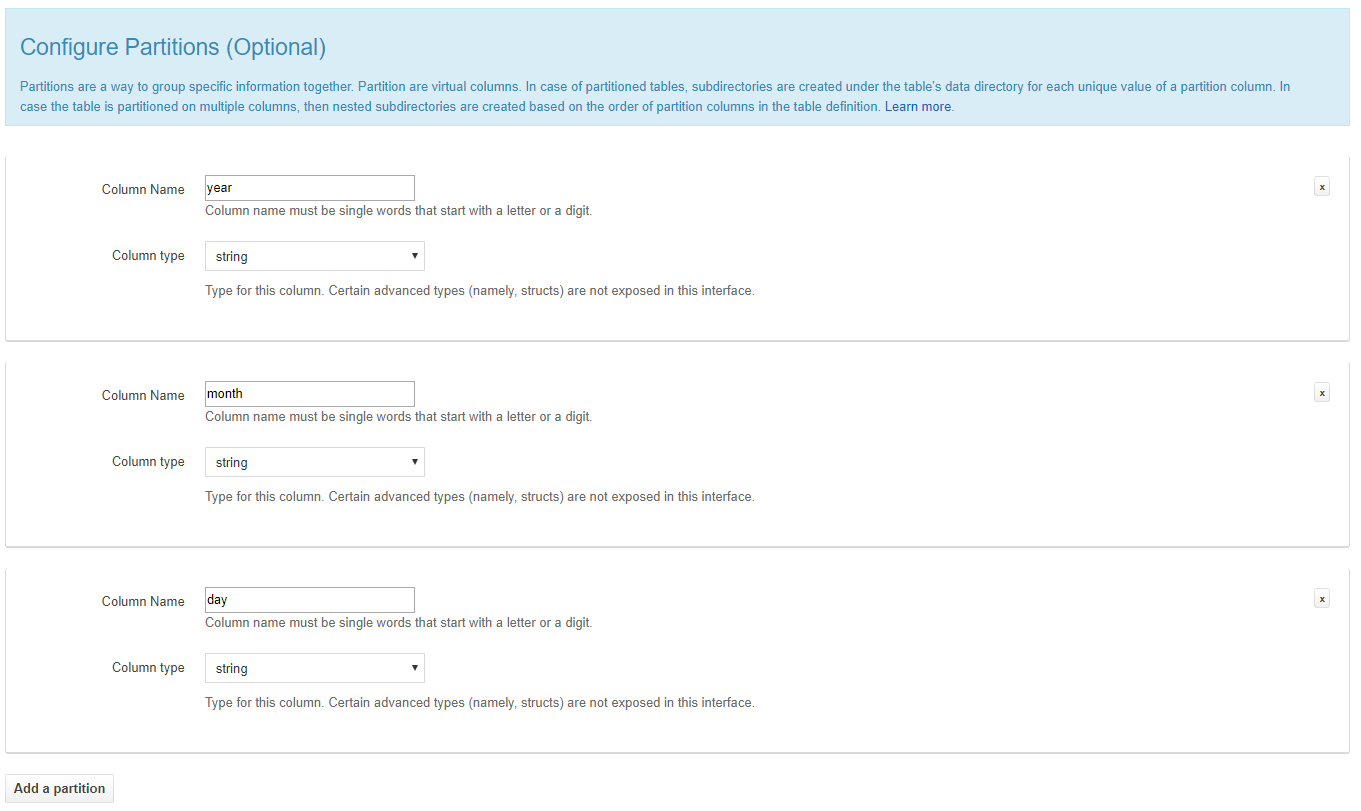 Configure Partitions (Optional)
Partitions are a way to group specific information together. Partition are virtual columns. In case of partitioned tables, subdirectories are created under the table's data directory for each unique value of a partition column. In
case the table is partitioned on multiple columns, then nested subdirectories are created based on the order of partition columns in the table definition. Learn more.
Column Name year x
Column name must be single words that start with a letter or a digit.
Column type string
Type for this column. Certain advanced types (namely, structs) are not exposed in this interface.
Column Name month x
Column name must be single words that start with a letter or a digit.
Column type string
Type for this column. Certain advanced types (namely, structs) are not exposed in this interface.
Column Name day x
Column name must be single words that start with a letter or a digit.
Column type string
Type for this column. Certain advanced types (namely, structs) are not exposed in this interface.
Add a partition